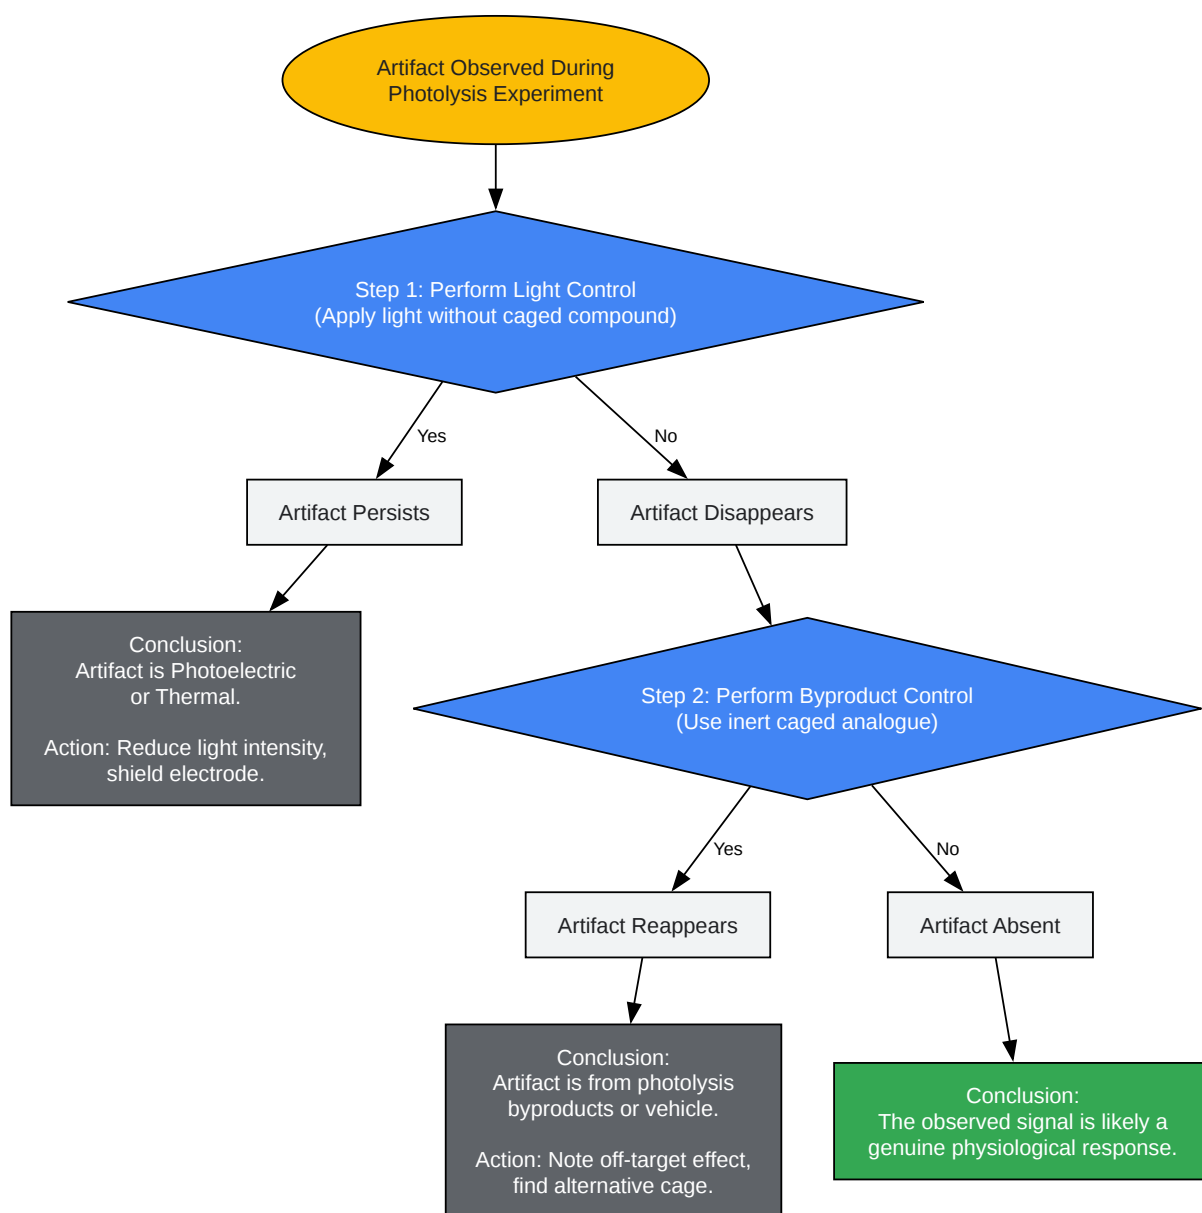 Artifact Observed During
Photolysis Experiment
Step 1: Perform Light Control
(Apply light without caged compound)
Yes
No
Artifact Persists
Artifact Disappears
Conclusion:
Artifact is Photoelectric
or Thermal.
Action: Reduce light intensity,
shield electrode.
Step 2: Perform Byproduct Control
(Use inert caged analogue)
Yes
No
Artifact Reappears
Artifact Absent
Conclusion:
Artifact is from photolysis
byproducts or vehicle.
Action: Note off-target effect,
find alternative cage.
Conclusion:
The observed signal is likely a
genuine physiological response.